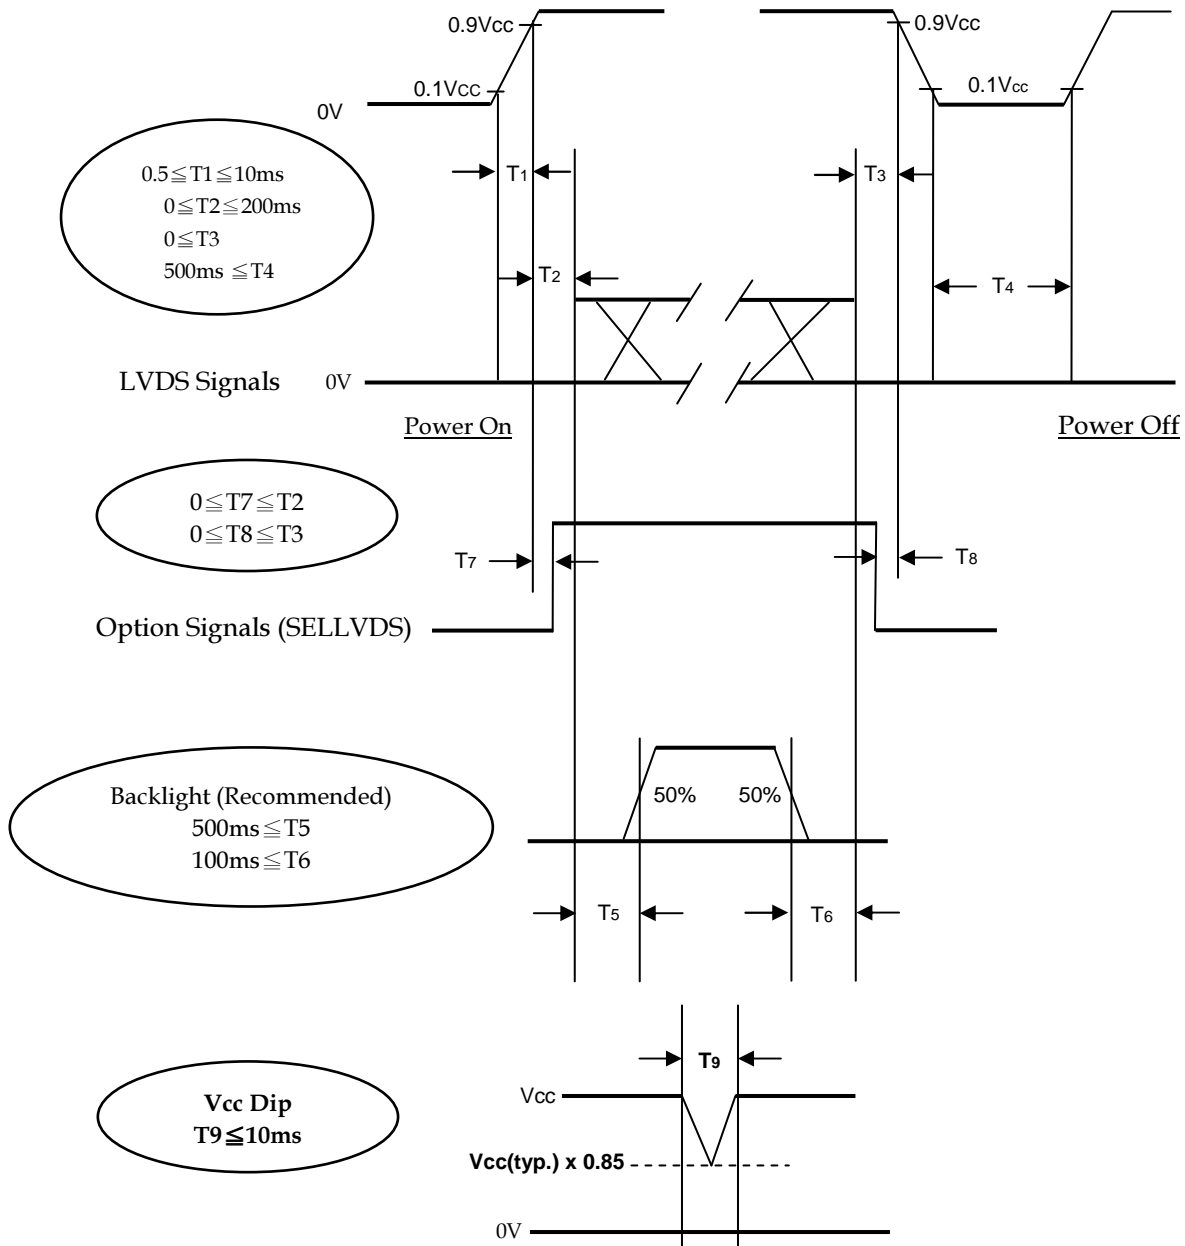 0.9Vcc
0.9Vcc
0.1VCC
0.1Vcc
0V
0.5≦T1≦10ms
0≦T2≦200ms
0≦T3
500ms ≦T4
T1
T3
T2
T4
LVDS Signals
0V
Power On
Power Off
0≦T7≦T2
0≦T8≦T3
T7
T8
Option Signals (SELLVDS)
Backlight (Recommended)
500ms≦T5
100ms≦T6
50%
50%
T5
T6
T9
Vcc Dip
T9≦10ms
Vcc
Vcc(typ.) x 0.85
0V